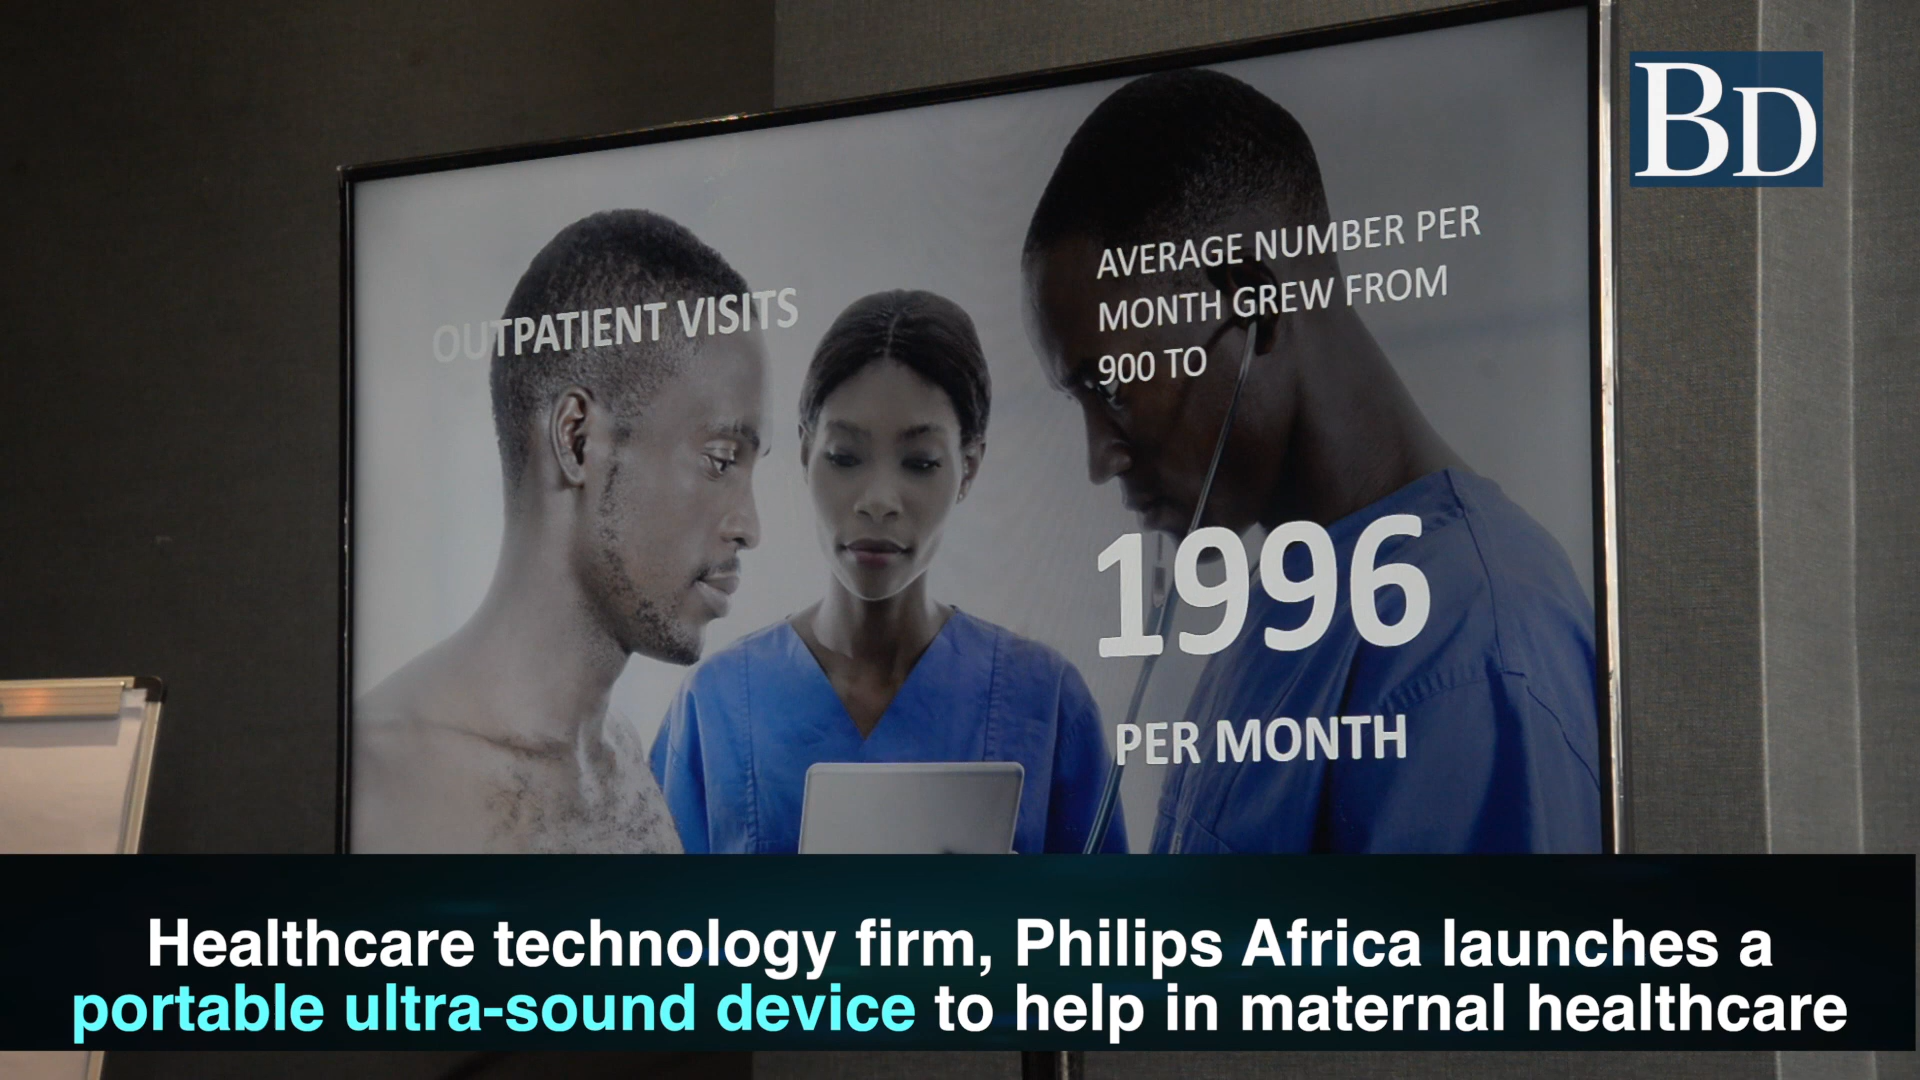 BD
OUTPATIENT VISITS
AVERAGE NUMBER PER
MONTH GREW FROM
900 TO
1996
PER MONTH
Healthcare technology firm, Philips Africa launches a
portable ultra-sound device to help in maternal healthcare